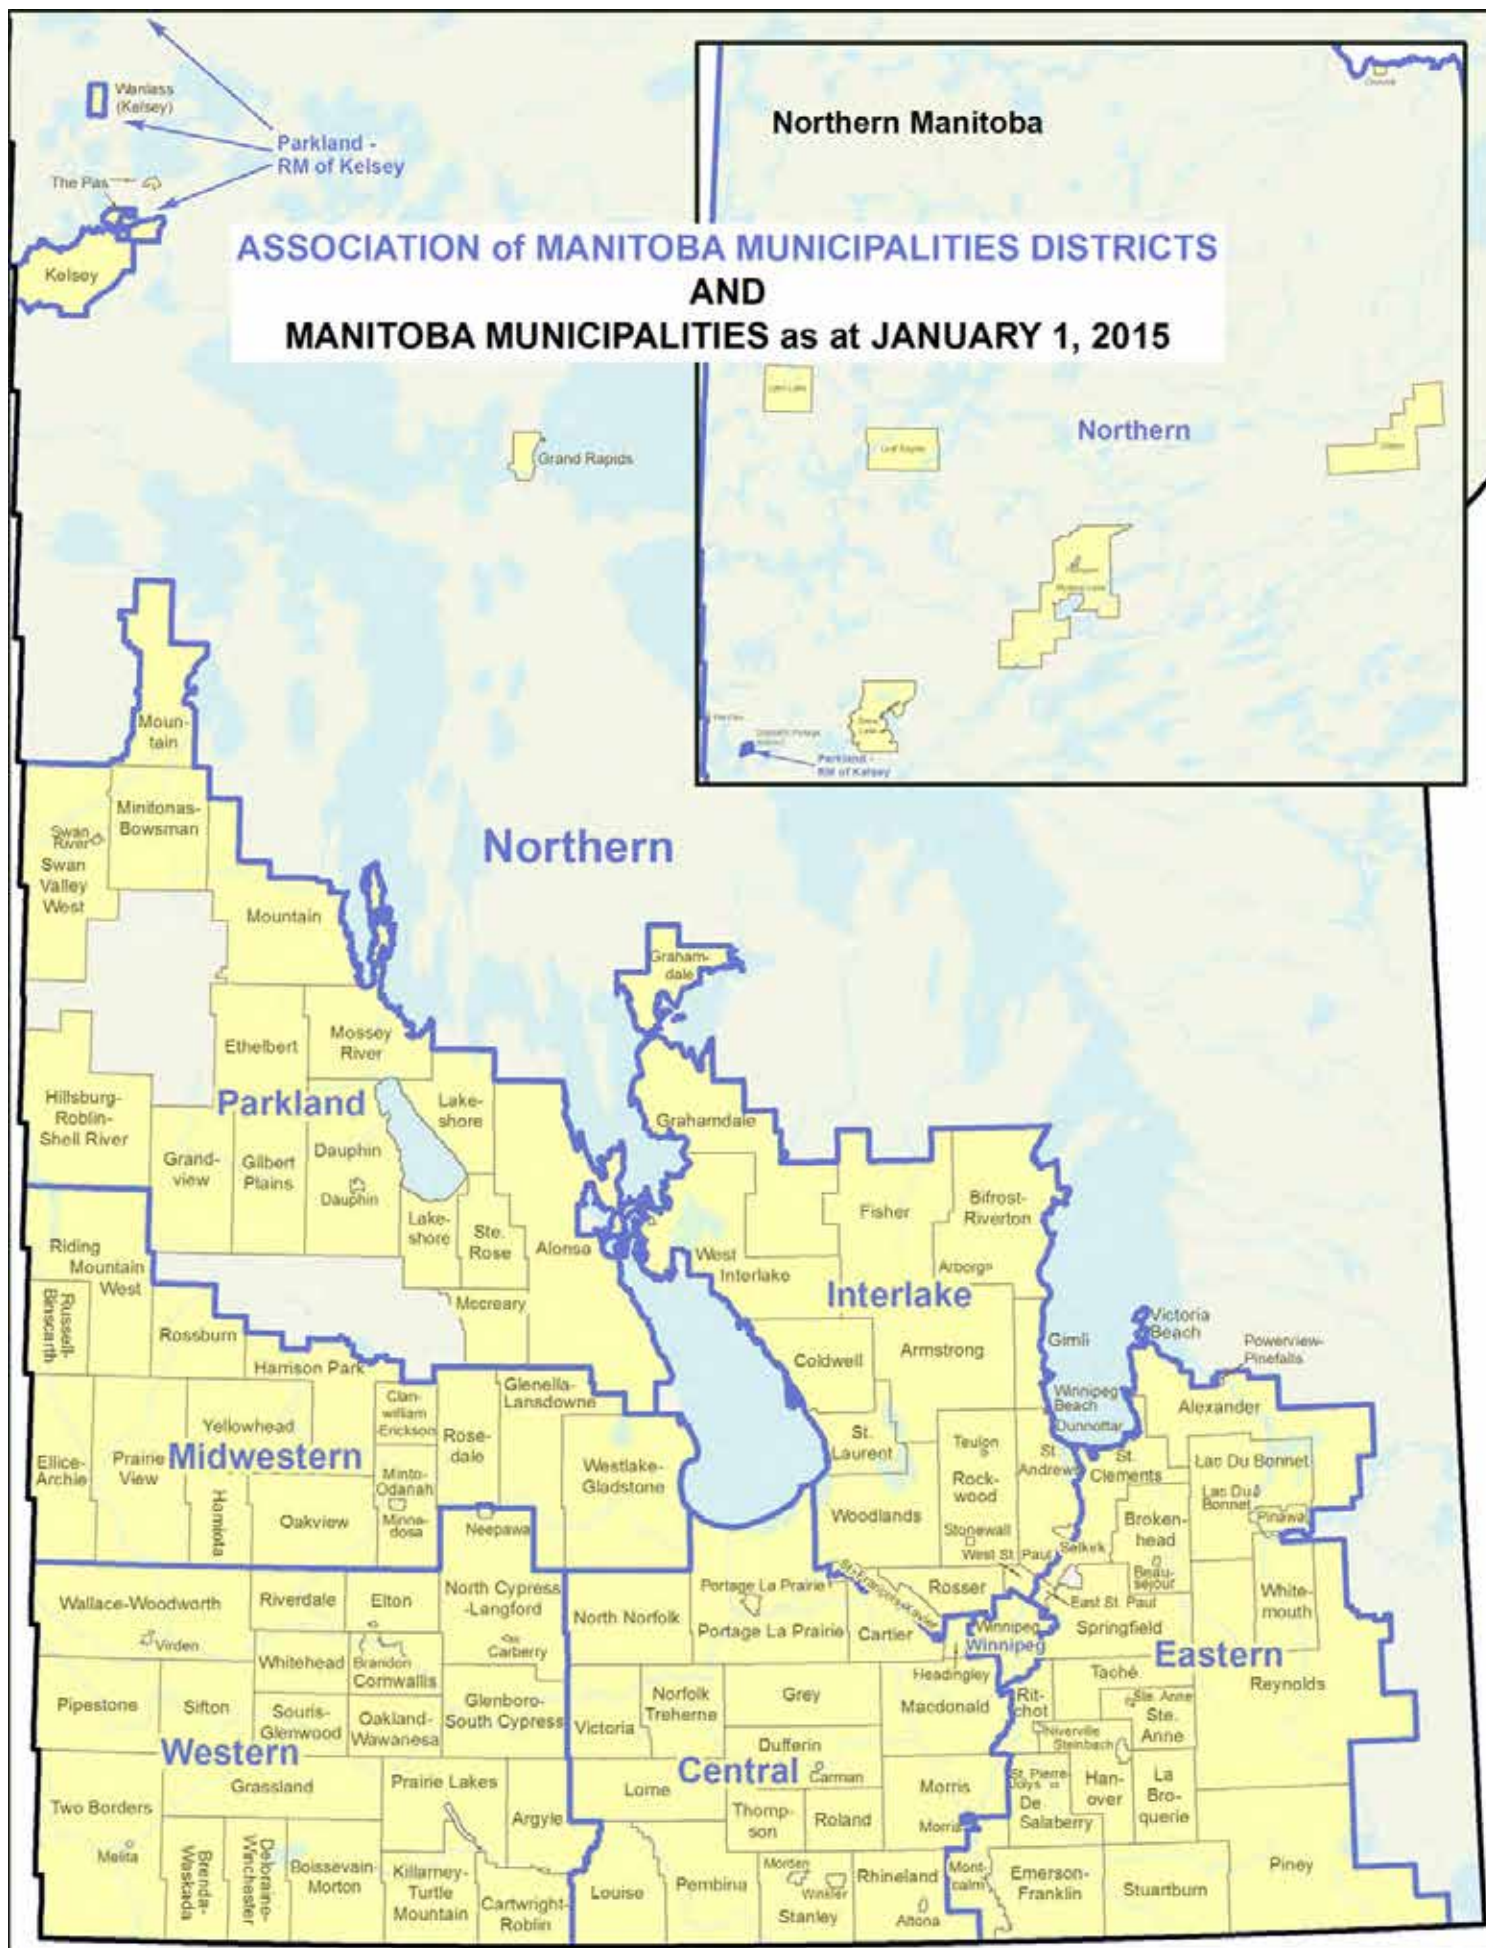 Wanless
(Kelsey)
Parkland -
RM of Kelsey
The Pas
Kelsey
Northern Manitoba
ASSOCIATION of MANITOBA MUNICIPALITIES DISTRICTS
AND
MANITOBA MUNICIPALITIES as at JANUARY 1, 2015
Grand Rapids
Northern
Snow
Lake
Parkland -
RM of Kelsey
Moun-
tain
Minitonas-
Bowsman
Swan
River
Swan
Valley
West
Northern
Mountain
Graham-
dale
Ethelbert
Mossey
River
Parkland
Hillsburg-
Roblin-
Shell River
Lake-
shore
Grahamdale
Grand-
view
Gilbert
Plains
Dauphin
Dauphin
Lake-
shore
Ste.
Rose
Alonsa
Fisher
Bifrost-
Riverton
West
Interlake
Arborg
Interlake
Riding
Mountain
West
Russell-
Binscarth
Rossburn
Mccreary
Harrison Park
Coldwell
Armstrong
Gimli
Victoria
Beach
Powerview-
Pinefalls
Clan-
william
-Erickson
Glenella-
Lansdowne
Winnipeg
Beach
Dunnottar
Alexander
Yellowhead
Midwestern
Ellice-
Archie
Prairie
View
Rose-
dale
Westlake-
Gladstone
St.
Laurent
Teulon
Rock-
wood
St.
Andrews
St.
Clements
Lac Du Bonnet
Lac Du
Bonnet
Pinawa
Minto-
Odanah
Minne-
dosa
Hamiota
Oakview
Neepawa
Woodlands
Stonewall
West St. Paul
Selkirk
Broken-
head
Beau-
sejour
Wallace-Woodworth
Riverdale
Elton
North Cypress
-Langford
North Norfolk
Portage La Prairie
Portage La Prairie
St. François Xavier
Cartier
Rosser
East St. Paul
Springfield
White-
mouth
Virden
Whitehead
Brandon
Cornwallis
Carberry
Winnipeg
Winnipeg
Headingley
Eastern
Reynolds
Pipestone
Sifton
Souris-
Glenwood
Oakland-
Wawanesa
Glenboro-
South Cypress
Victoria
Norfolk
Treherne
Grey
Macdonald
Taché
Rit-
chot
Ste. Anne
Ste.
Anne
Niverville
Steinbach
Western
Dufferin
Central
Carman
Grassland
Prairie Lakes
Lorne
Morris
St. Pierre-
Jolys
De
Salaberry
Han-
over
La
Bro-
querie
Two Borders
Argyle
Thomp-
son
Roland
Morris
Melita
Brenda-
Waskada
Deloraine-
Winchester
Boissevain-
Morton
Killarney-
Turtle
Mountain
Cartwright-
Roblin
Louise
Pembina
Morden
Winkler
Stanley
Rhineland
Altona
Mont-
calm
Emerson-
Franklin
Stuartburn
Piney